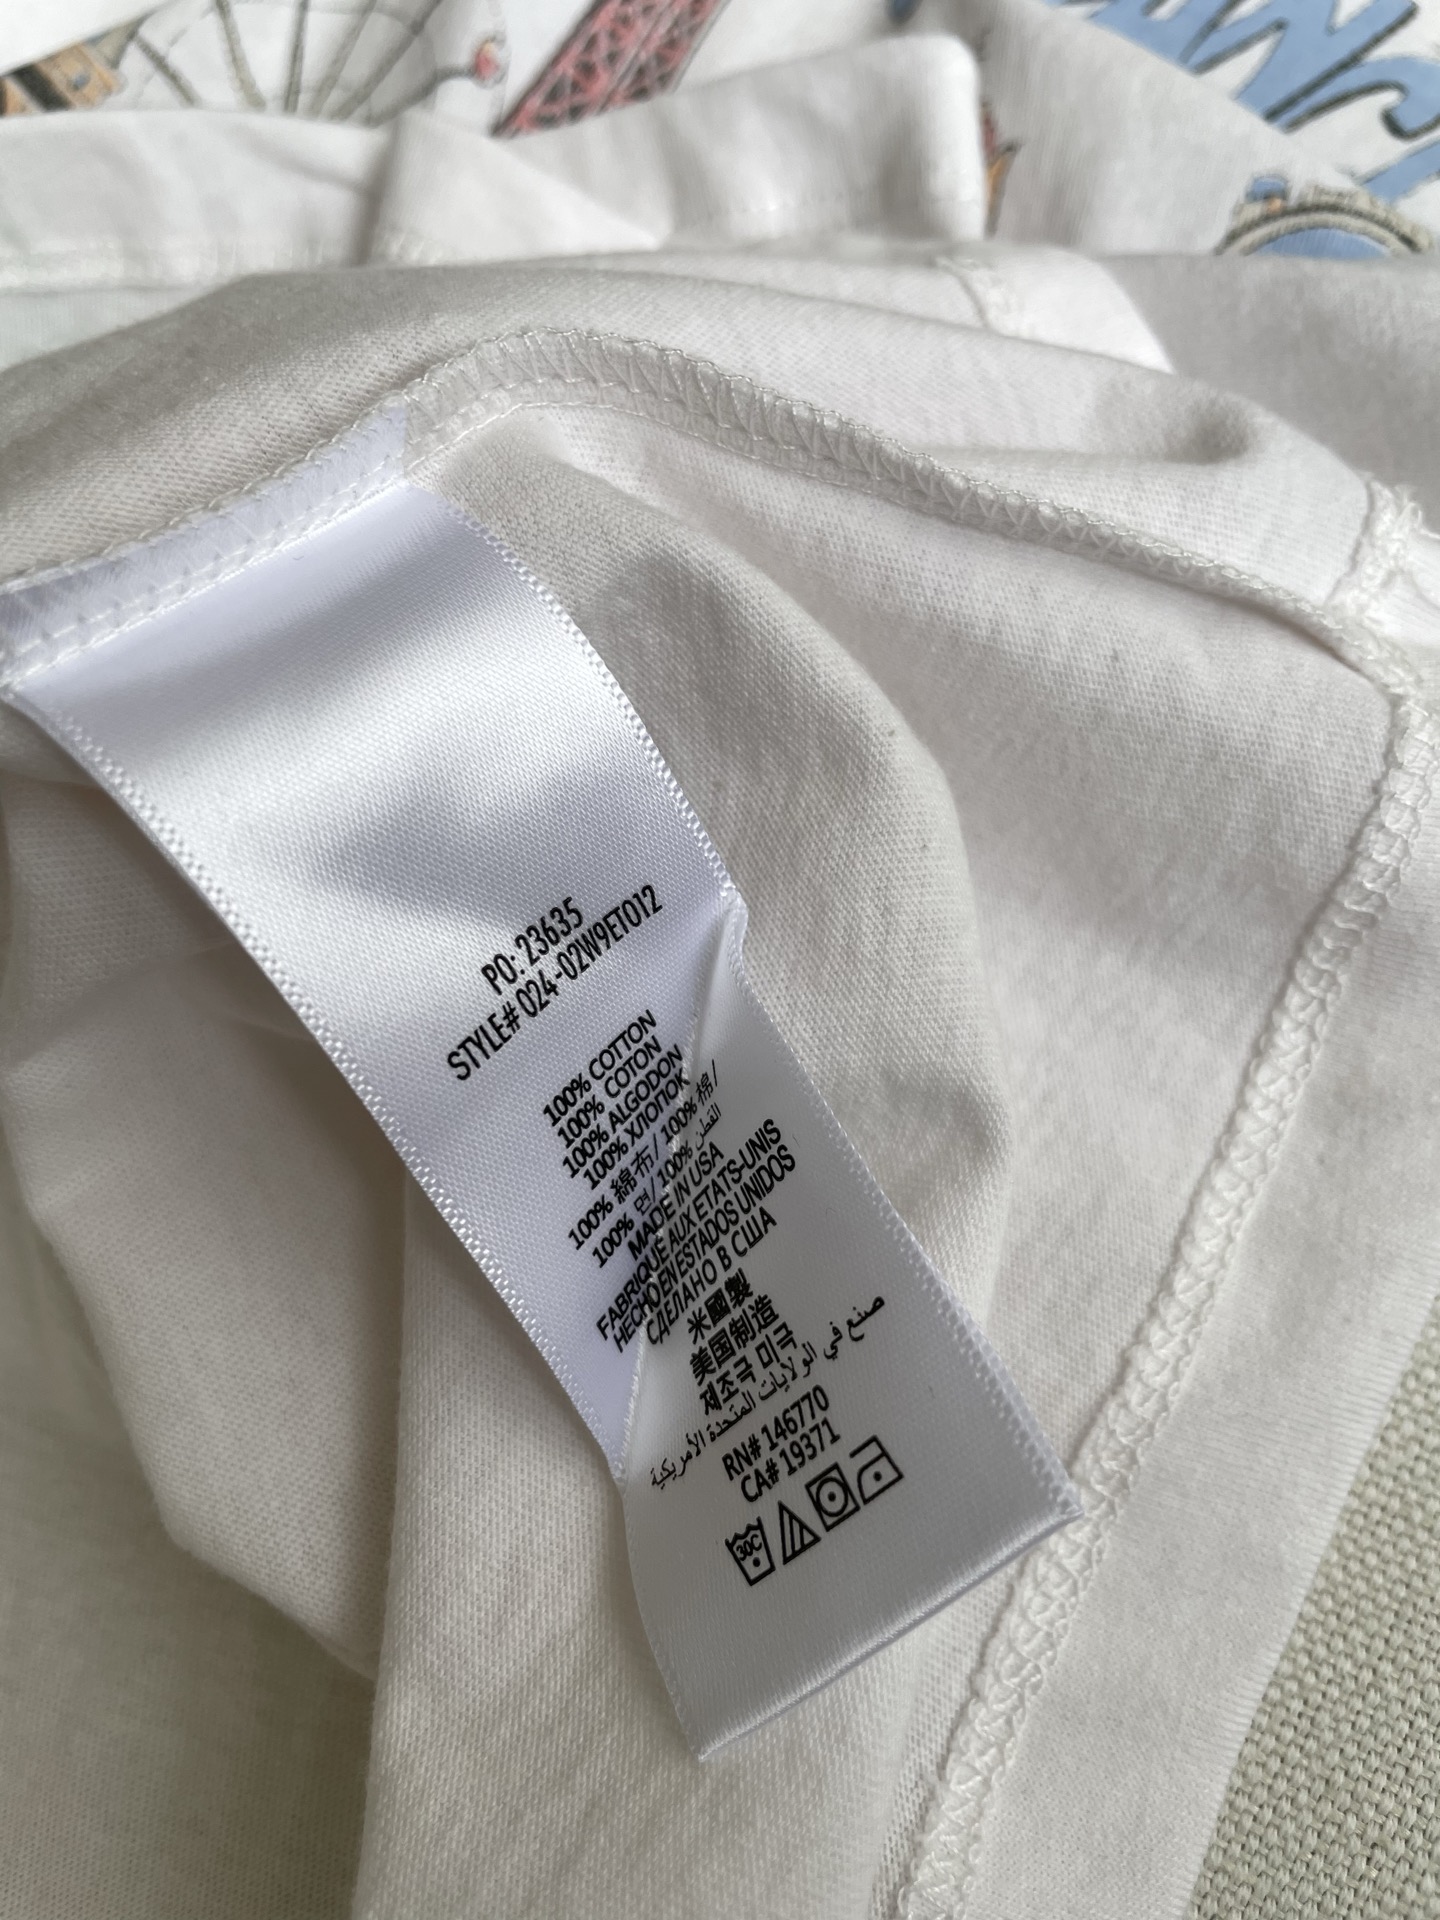 PO: 23635
STYLE# 024-02W9ET012
100% COTTON
100% COTON
100% ALGODON
100% ХЛОПОК
100% 綿布/ 100% 棉/
100% 면/ 100% القطن
MADE IN USA
FABRIQUE AUX ETATS-UNIS
HECHO EN ESTADOS UNIDOS
СДЕЛАНО В США
米國製
美国制造
제조국 미국
صنع في الولايات المتحدة الأمريكية
RN# 146770
CA# 19371
30C